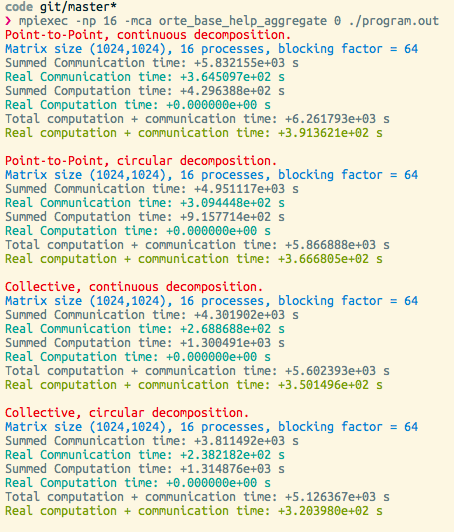 code git/master*
❯ mpiexec -np 16 -mca orte_base_help_aggregate 0 ./program.out
Point-to-Point, continuous decomposition.
Matrix size (1024,1024), 16 processes, blocking factor = 64
Summed Communication time: +5.832155e+03 s
Real Communication time: +3.645097e+02 s
Summed Computation time: +4.296388e+02 s
Real Computation time: +0.000000e+00 s
Total computation + communication time: +6.261793e+03 s
Real computation + communication time: +3.913621e+02 s
Point-to-Point, circular decomposition.
Matrix size (1024,1024), 16 processes, blocking factor = 64
Summed Communication time: +4.951117e+03 s
Real Communication time: +3.094448e+02 s
Summed Computation time: +9.157714e+02 s
Real Computation time: +0.000000e+00 s
Total computation + communication time: +5.866888e+03 s
Real computation + communication time: +3.666805e+02 s
Collective, continuous decomposition.
Matrix size (1024,1024), 16 processes, blocking factor = 64
Summed Communication time: +4.301902e+03 s
Real Communication time: +2.688688e+02 s
Summed Computation time: +1.300491e+03 s
Real Computation time: +0.000000e+00 s
Total computation + communication time: +5.602393e+03 s
Real computation + communication time: +3.501496e+02 s
Collective, circular decomposition.
Matrix size (1024,1024), 16 processes, blocking factor = 64
Summed Communication time: +3.811492e+03 s
Real Communication time: +2.382182e+02 s
Summed Computation time: +1.314876e+03 s
Real Computation time: +0.000000e+00 s
Total computation + communication time: +5.126367e+03 s
Real computation + communication time: +3.203980e+02 s